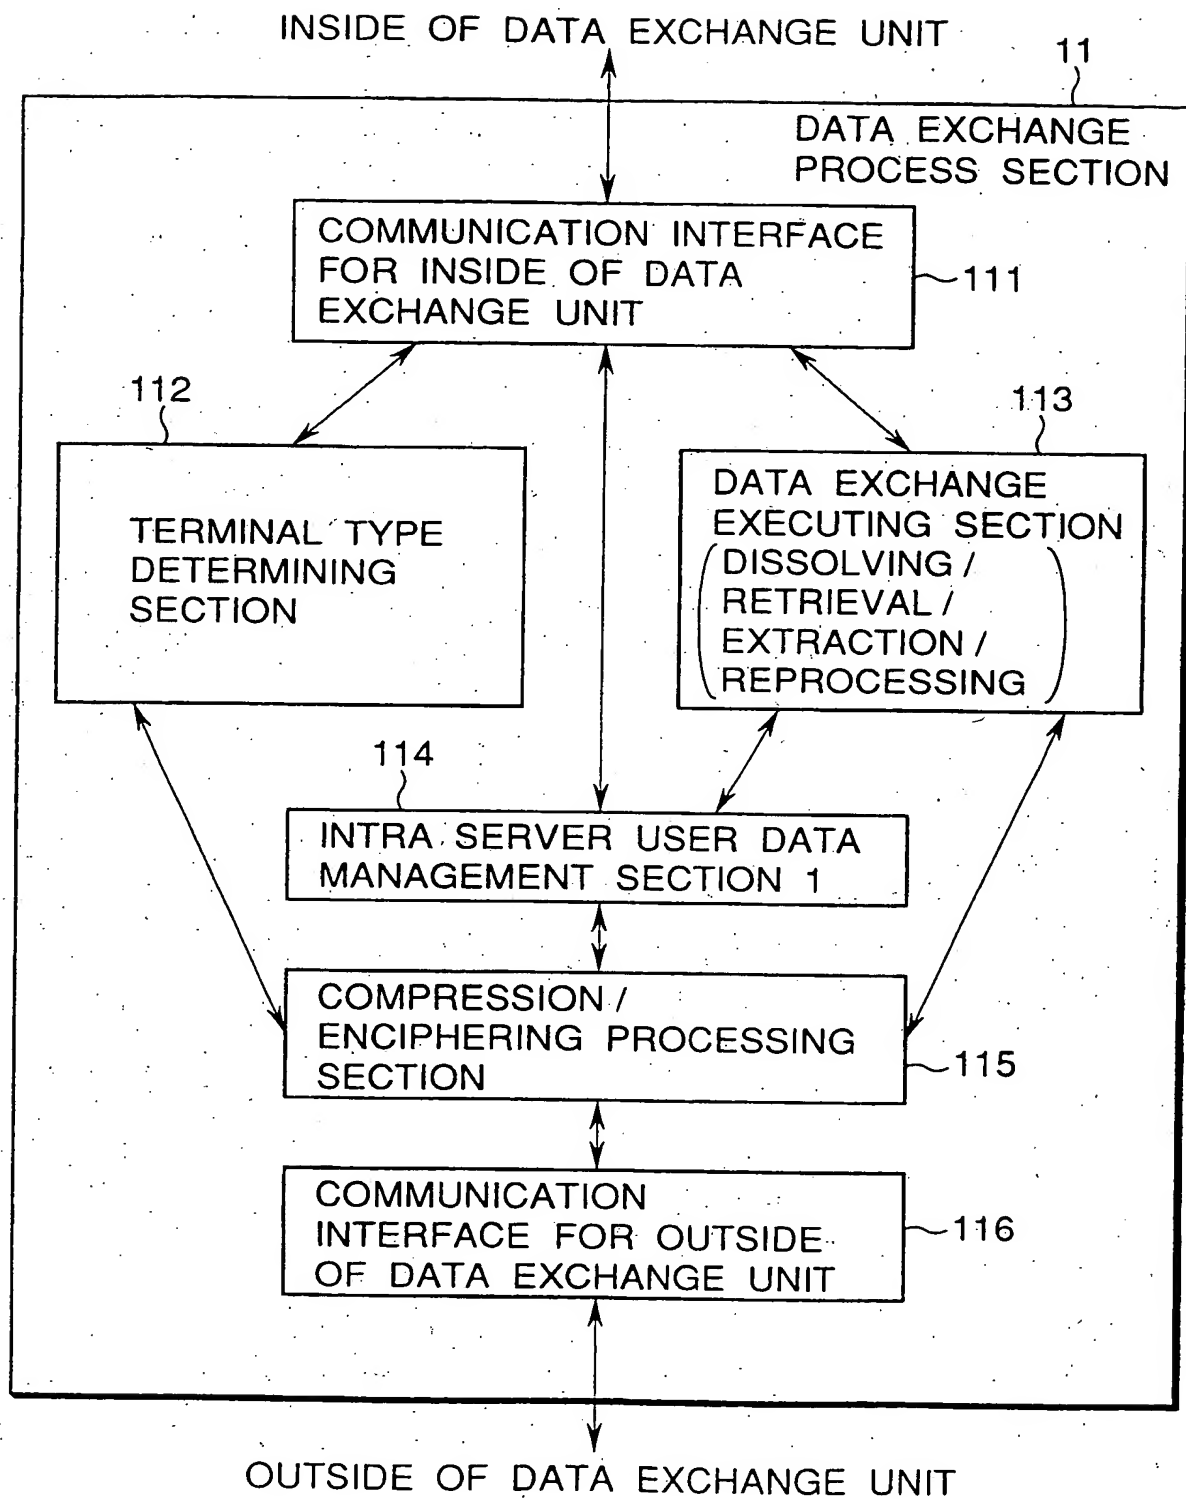 INSIDE OF DATA EXCHANGE UNIT
11
DATA EXCHANGE
PROCESS SECTION
COMMUNICATION INTERFACE
FOR INSIDE OF DATA
EXCHANGE UNIT
111
112
TERMINAL TYPE
DETERMINING
SECTION
113
DATA EXCHANGE
EXECUTING SECTION
(DISSOLVING /
RETRIEVAL /
EXTRACTION /
REPROCESSING)
114
INTRA SERVER USER DATA
MANAGEMENT SECTION 1
COMPRESSION /
ENCIPHERING PROCESSING
SECTION
115
COMMUNICATION
INTERFACE FOR OUTSIDE
OF DATA EXCHANGE UNIT
116
OUTSIDE OF DATA EXCHANGE UNIT